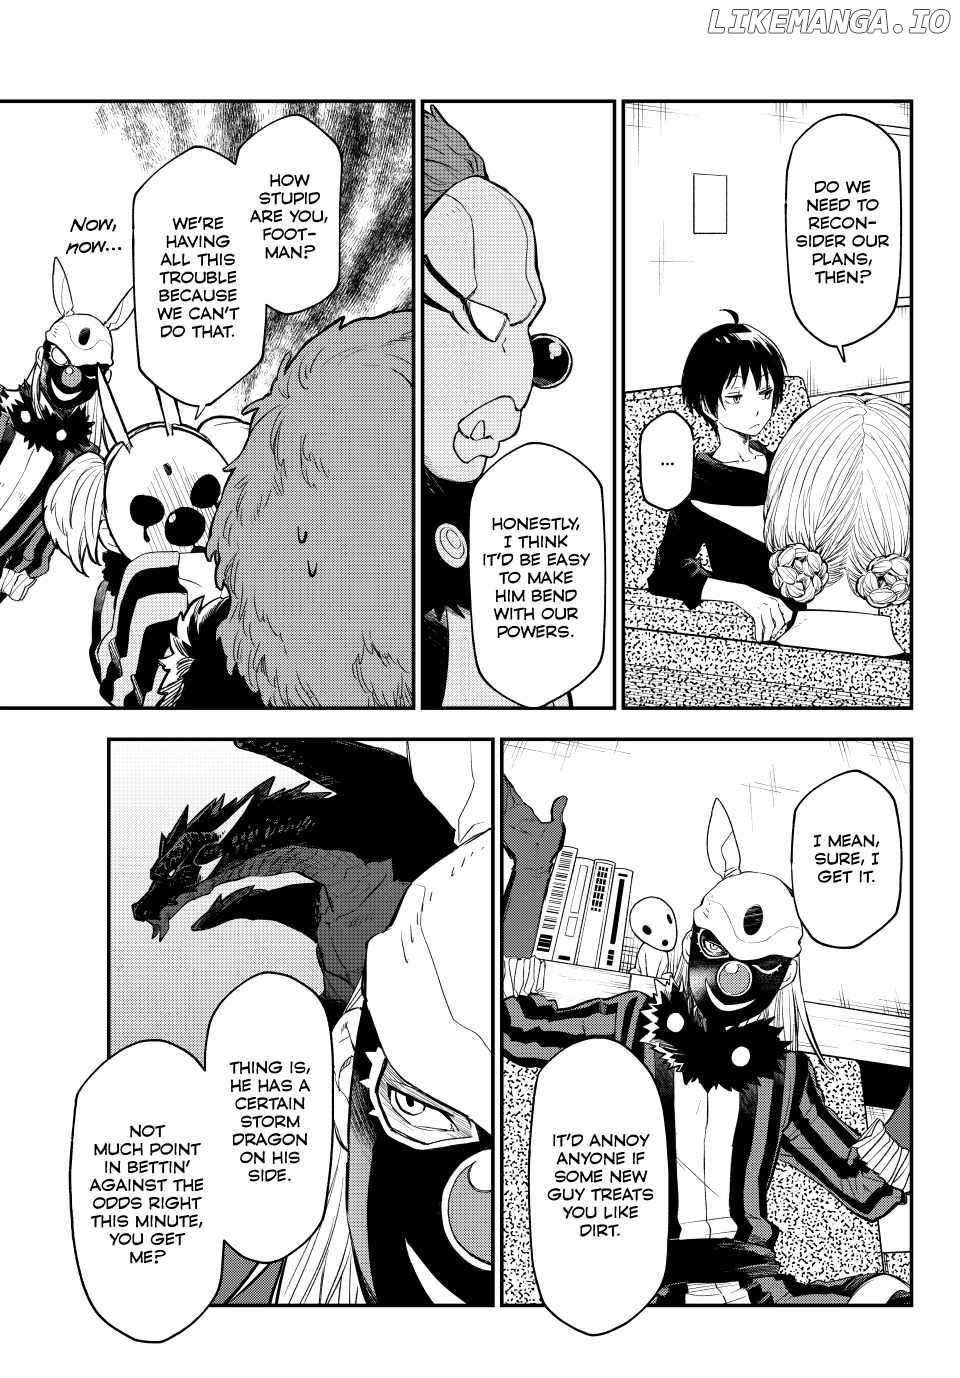 LIKEMANGA.IO
DO WE
NEED TO
RECON-
SIDER OUR
PLANS,
THEN?
...
HONESTLY,
I THINK
IT'D BE EASY
TO MAKE
HIM BEND
WITH OUR
POWERS.
HOW
STUPID
ARE YOU,
FOOT-
MAN?
WE'RE
HAVING
ALL THIS
TROUBLE
BECAUSE
WE CAN'T
DO THAT.
NOW,
NOW...
I MEAN,
SURE, I
GET IT.
IT'D ANNOY
ANYONE IF
SOME NEW
GUY TREATS
YOU LIKE
DIRT.
THING IS,
HE HAS A
CERTAIN
STORM
DRAGON
ON HIS
SIDE.
NOT
MUCH POINT
IN BETTIN'
AGAINST THE
ODDS RIGHT
THIS MINUTE,
YOU GET
ME?